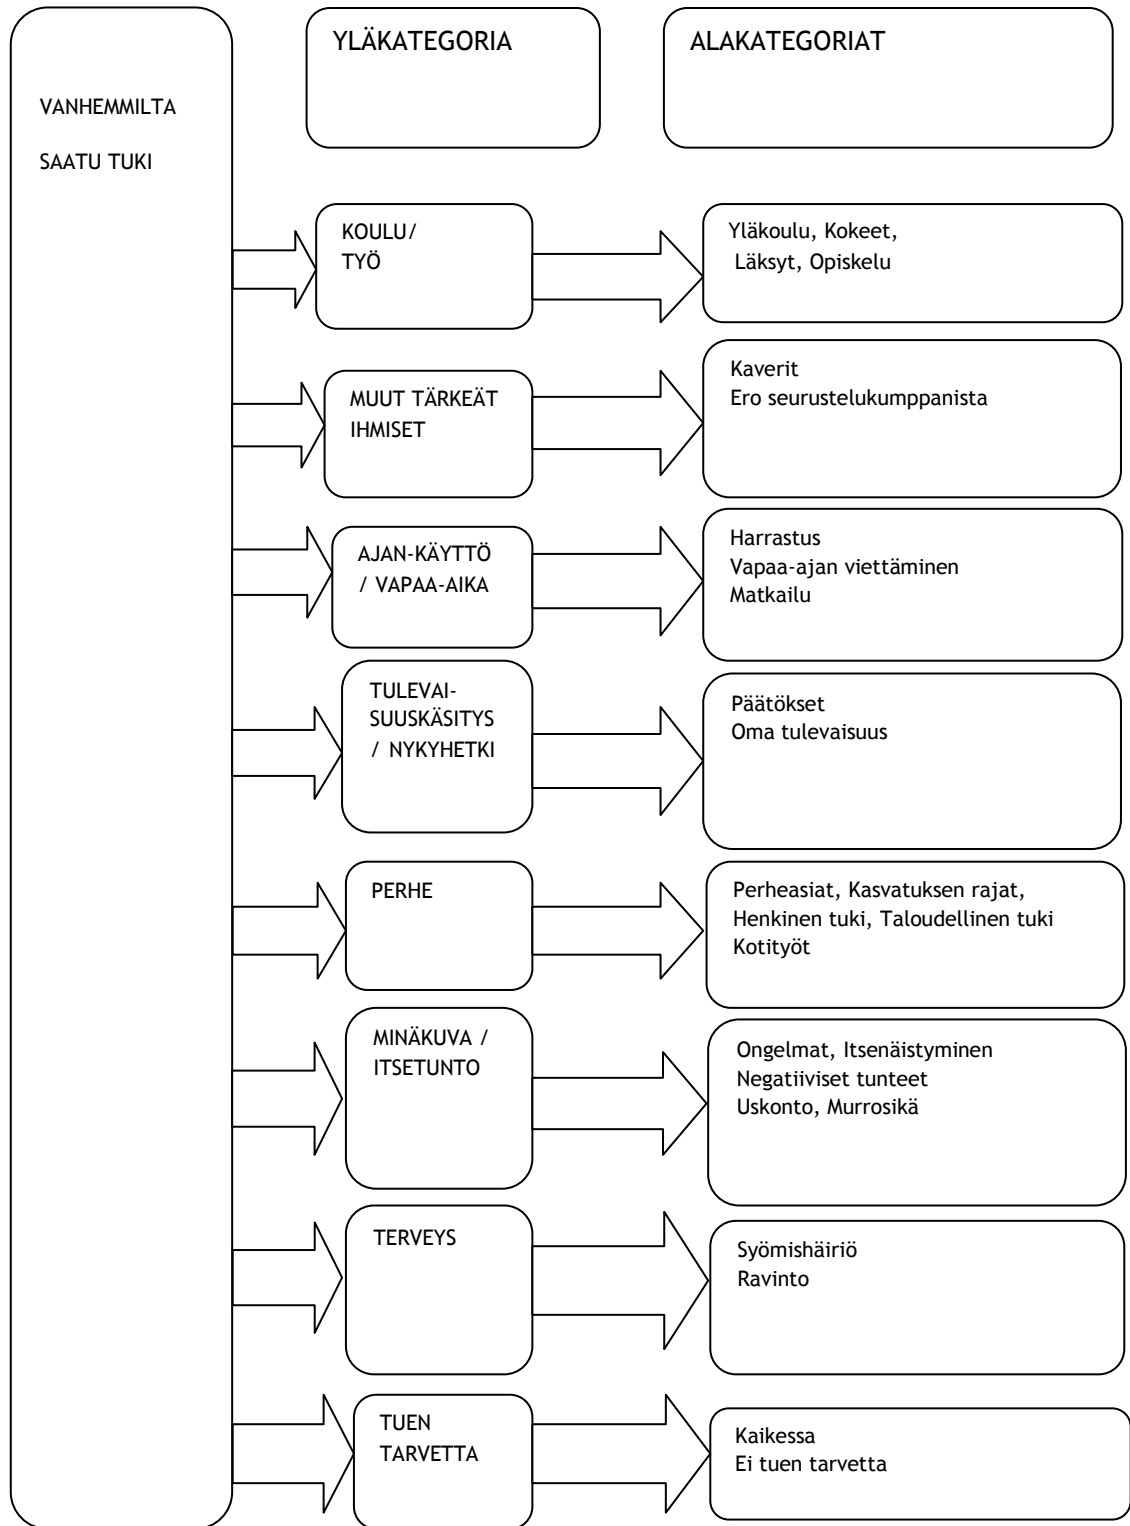 VANHEMMILTA
SAATU TUKI
YLÄKATEGORIA
ALAKATEGORIAT
KOULU/
TYÖ
Yläkoulu, Kokeet,
Läksyt, Opiskelu
MUUT TÄRKEÄT
IHMISET
Kaverit
Ero seurustelukumppanista
AJAN-KÄYTTÖ
/ VAPAA-AIKA
Harrastus
Vapaa-ajan viettäminen
Matkailu
TULEVAI-
SUUSKÄSITYS
/ NYKYHETKI
Päätökset
Oma tulevaisuus
PERHE
Perheasiat, Kasvatuksen rajat,
Henkinen tuki, Taloudellinen tuki
Kotityöt
MINÄKUVA /
ITSETUNTO
Ongelmat, Itsenäistyminen
Negatiiviset tunteet
Uskonto, Murrosikä
TERVEYS
Syömishäiriö
Ravinto
TUEN
TARVETTA
Kaikessa
Ei tuen tarvetta